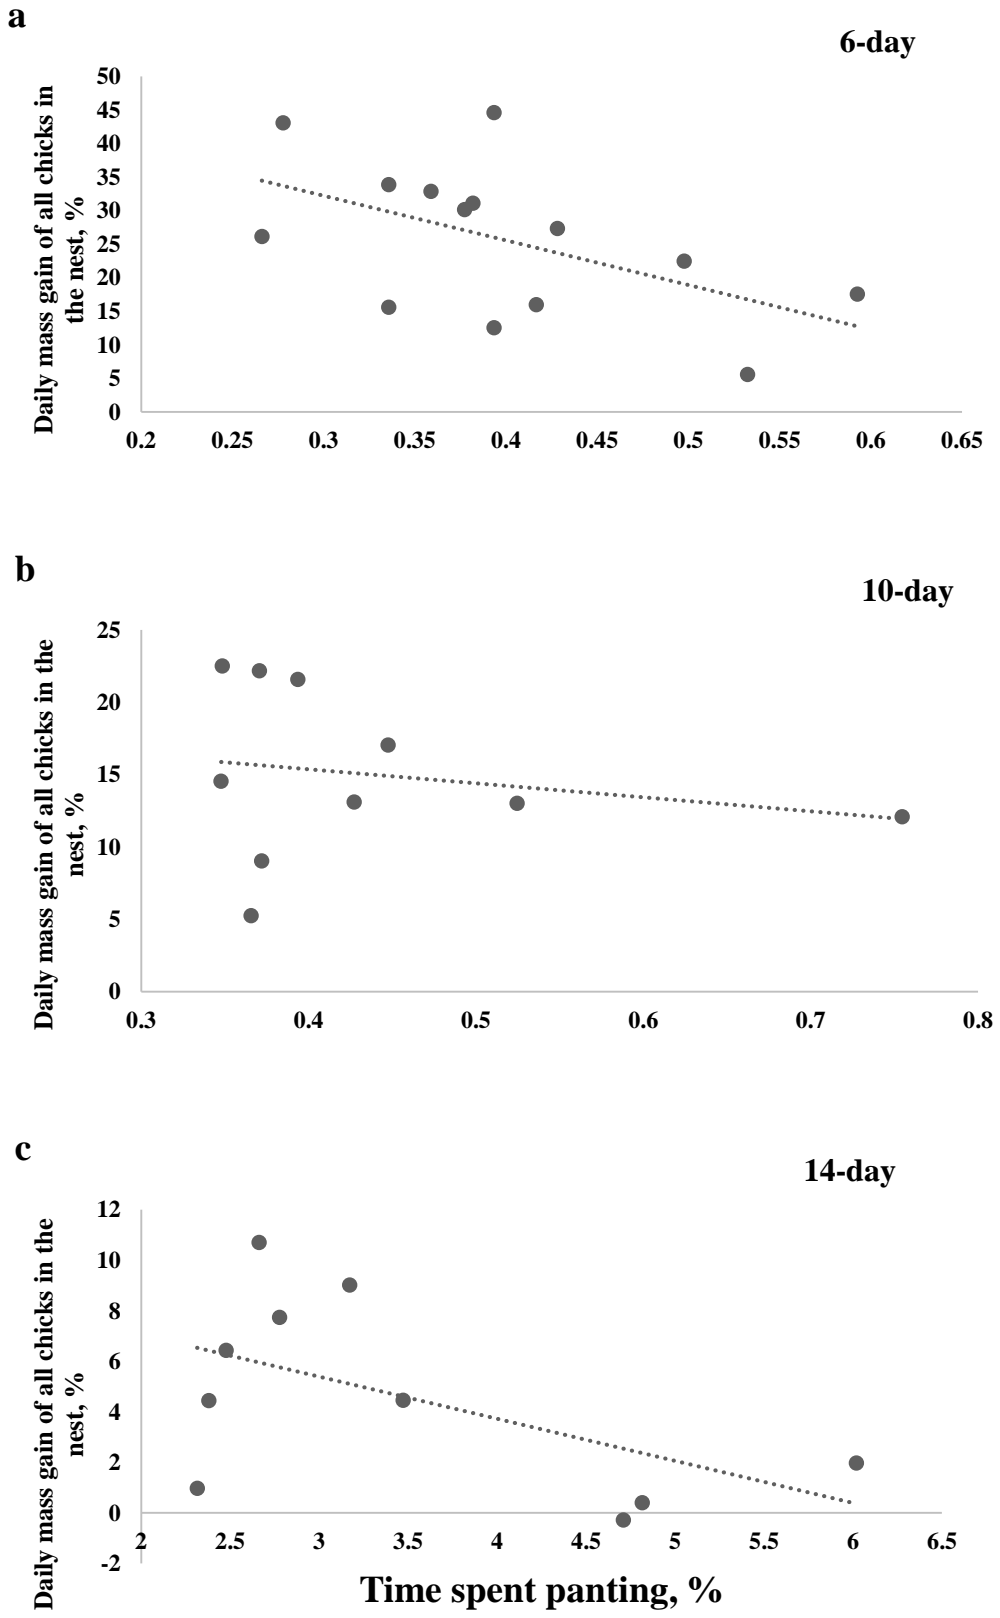 a
6-day
Daily mass gain of all chicks in
the nest, %
50
45
40
35
30
25
20
15
10
5
0
0.2 0.25 0.3 0.35 0.4 0.45 0.5 0.55 0.6 0.65
b
10-day
Daily mass gain of all chicks in the
nest, %
25
20
15
10
5
0
0.3 0.4 0.5 0.6 0.7 0.8
c
14-day
Daily mass gain of all chicks in the
nest, %
12
10
8
6
4
2
0
-2
2 2.5 3 3.5 4 4.5 5 5.5 6 6.5
Time spent panting, %